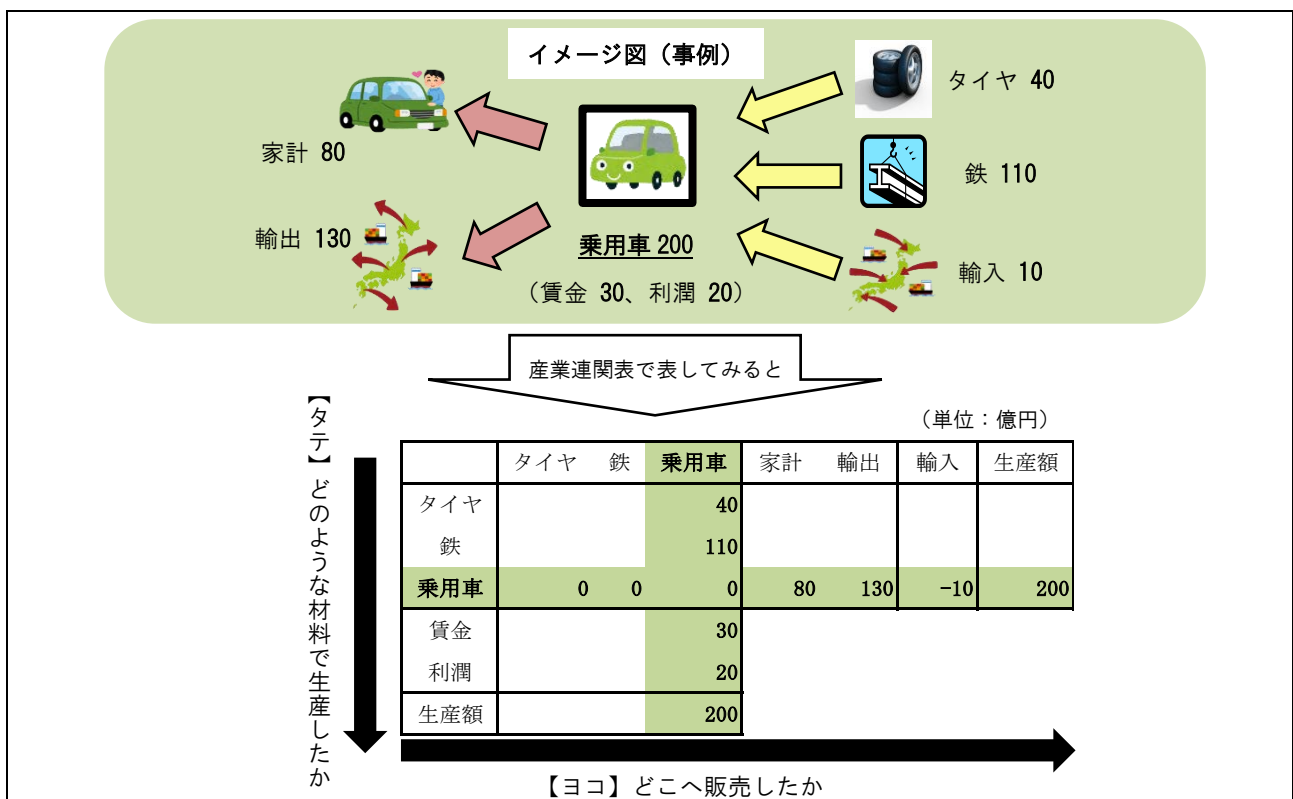 イメージ図（事例）
タイヤ 40
家計 80
鉄 110
輸出 130
乗用車 200
輸入 10
（賃金 30、利潤 20）
産業連関表で表してみると
（単位：億円）
【タテ】どのような材料で生産したか
タイヤ 鉄 乗用車 家計 輸出 輸入 生産額
タイヤ 40
鉄 110
乗用車 0 0 0 80 130 -10 200
賃金 30
利潤 20
生産額 200
【ヨコ】どこへ販売したか